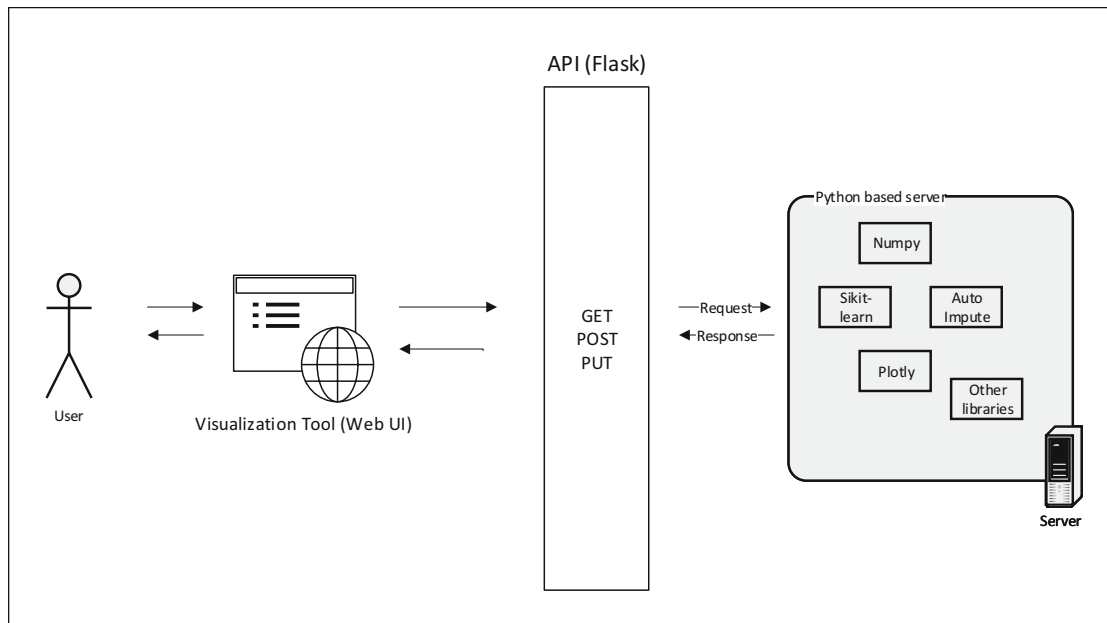 API (Flask)
GET
POST
PUT
User
Visualization Tool (Web UI)
Request
Response
Python based server
Numpy
Sikit-
learn
Auto
Impute
Plotly
Other
libraries
Server